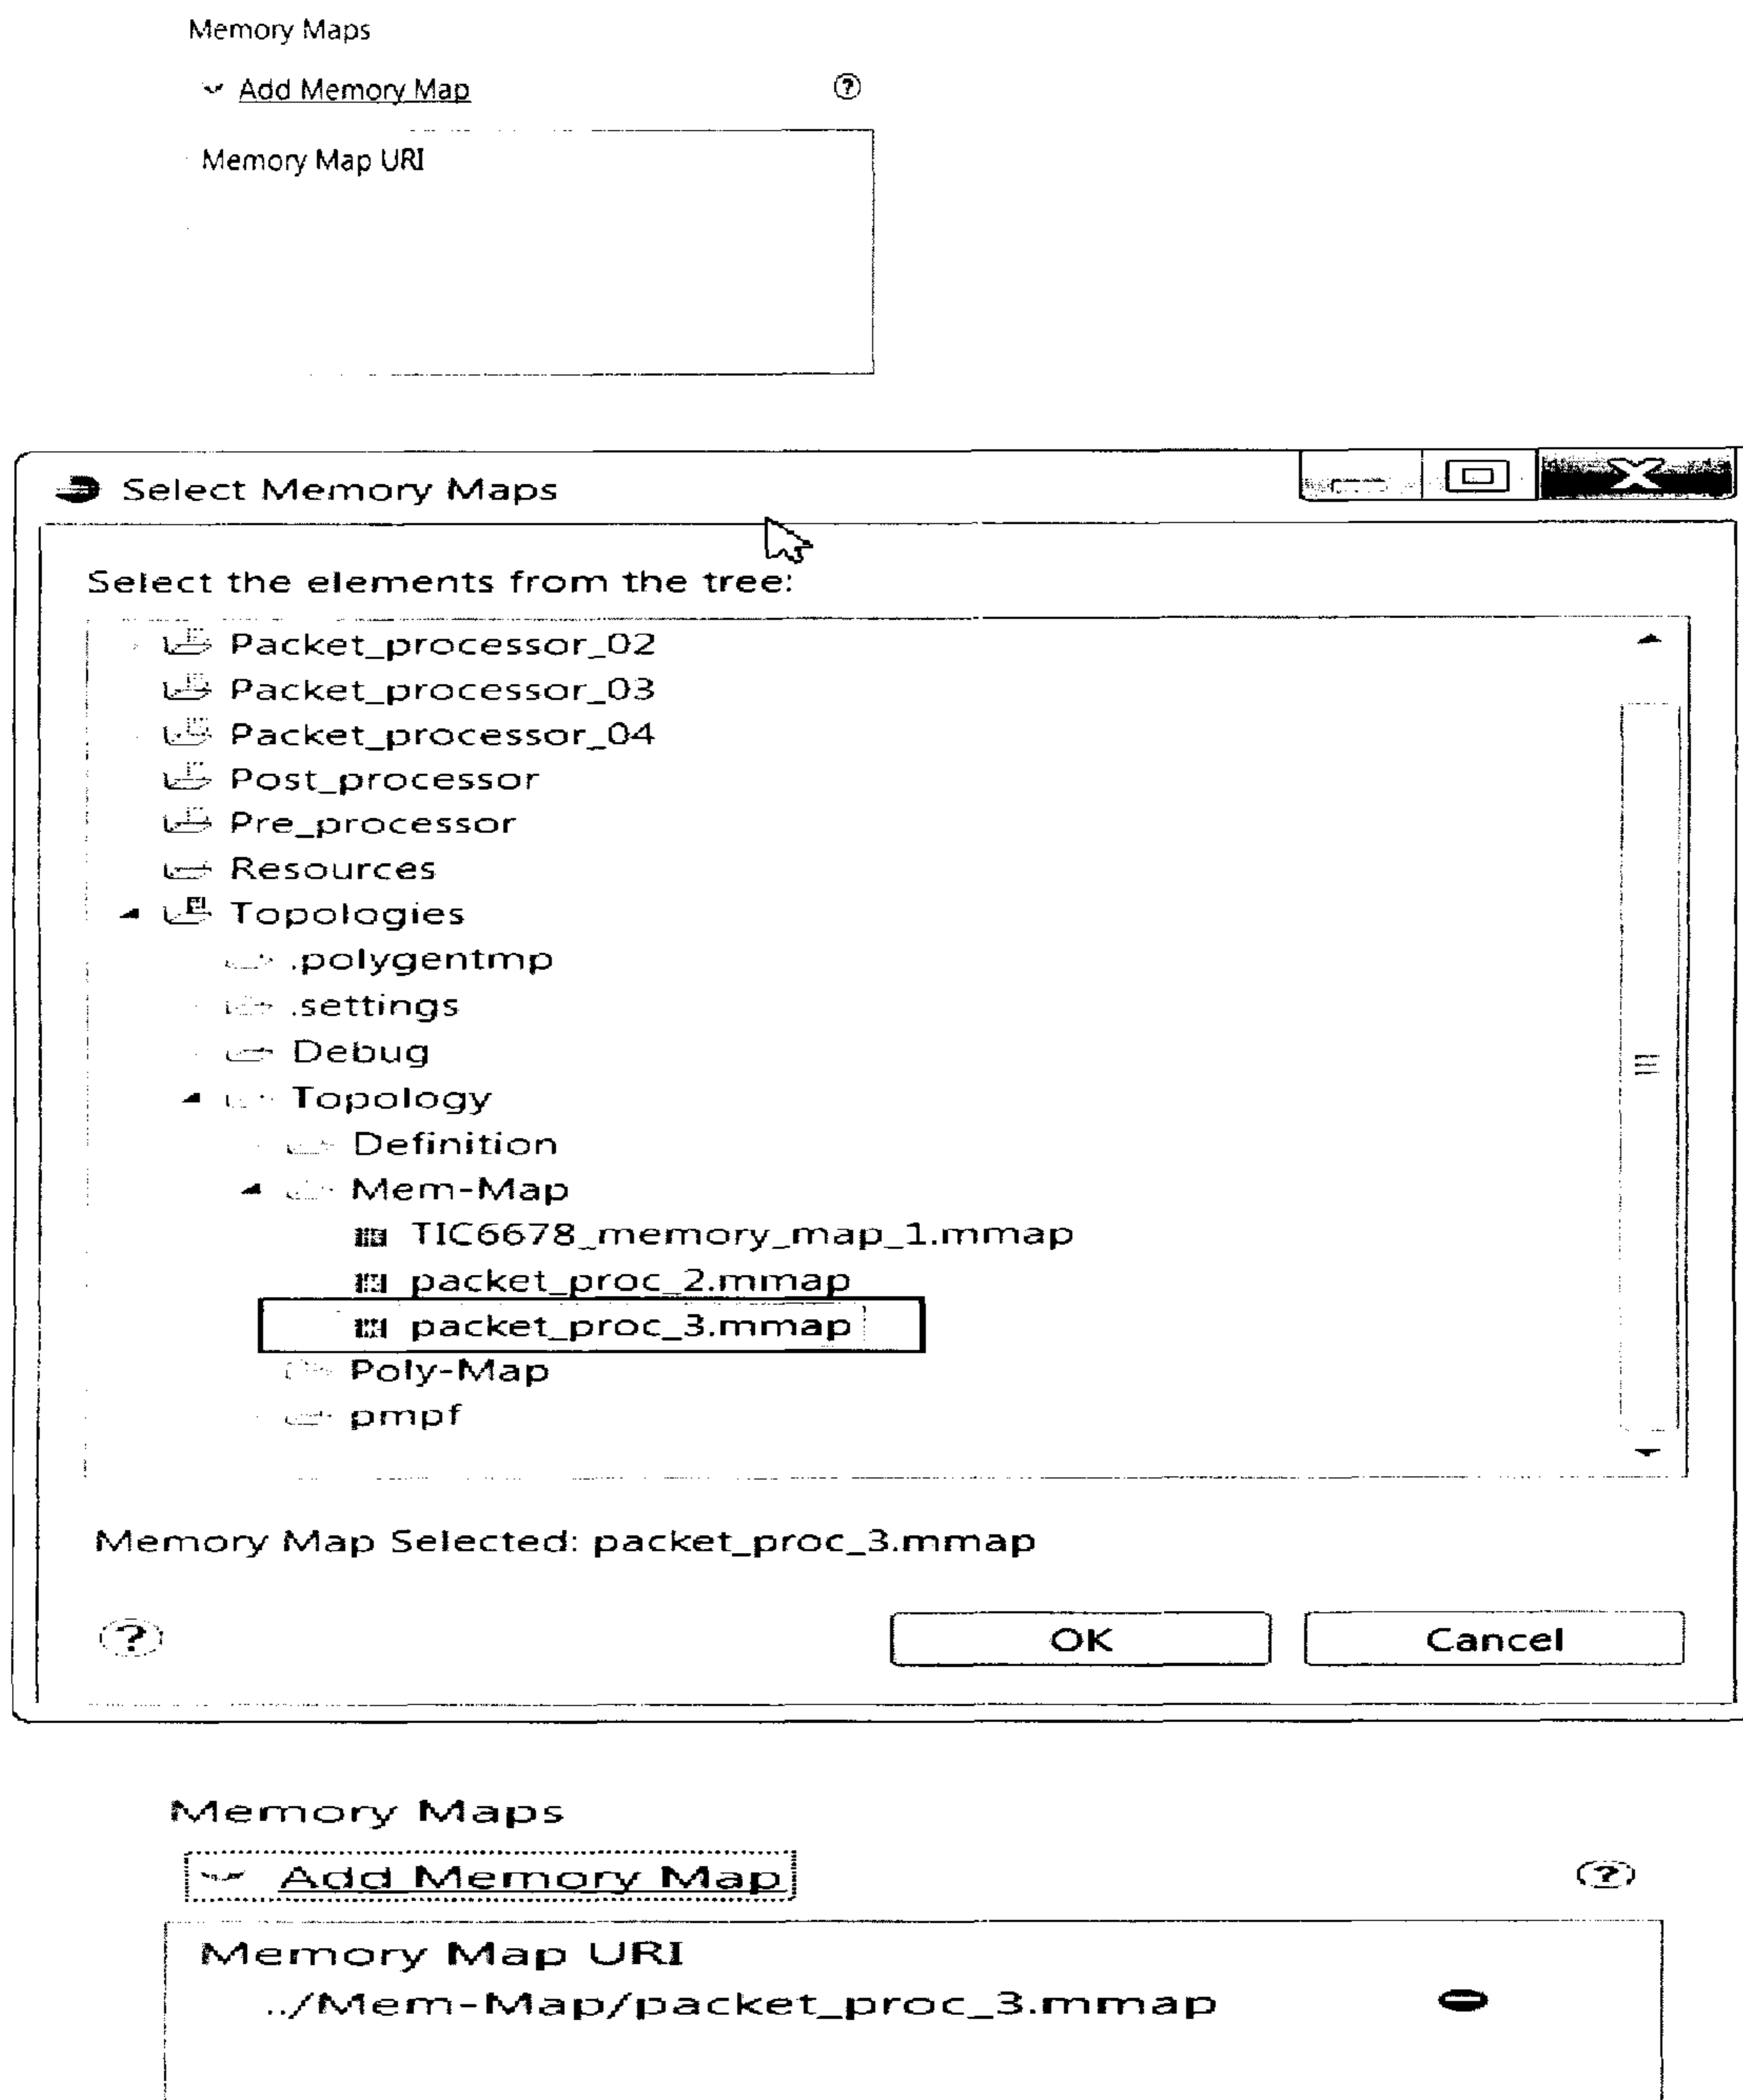 Memory Maps
Add Memory Map
Memory Map URI
Select Memory Maps
Select the elements from the tree:
Packet_processor_02
Packet_processor_03
Packet_processor_04
Post_processor
Pre_processor
Resources
Topologies
.polygentmp
.settings
Debug
Topology
Definition
Mem-Map
TIC6678_memory_map_1.mmap
packet_proc_2.mmap
packet_proc_3.mmap
Poly-Map
pmpf
Memory Map Selected: packet_proc_3.mmap
OK Cancel
Memory Maps
Add Memory Map
Memory Map URI
../Mem-Map/packet_proc_3.mmap